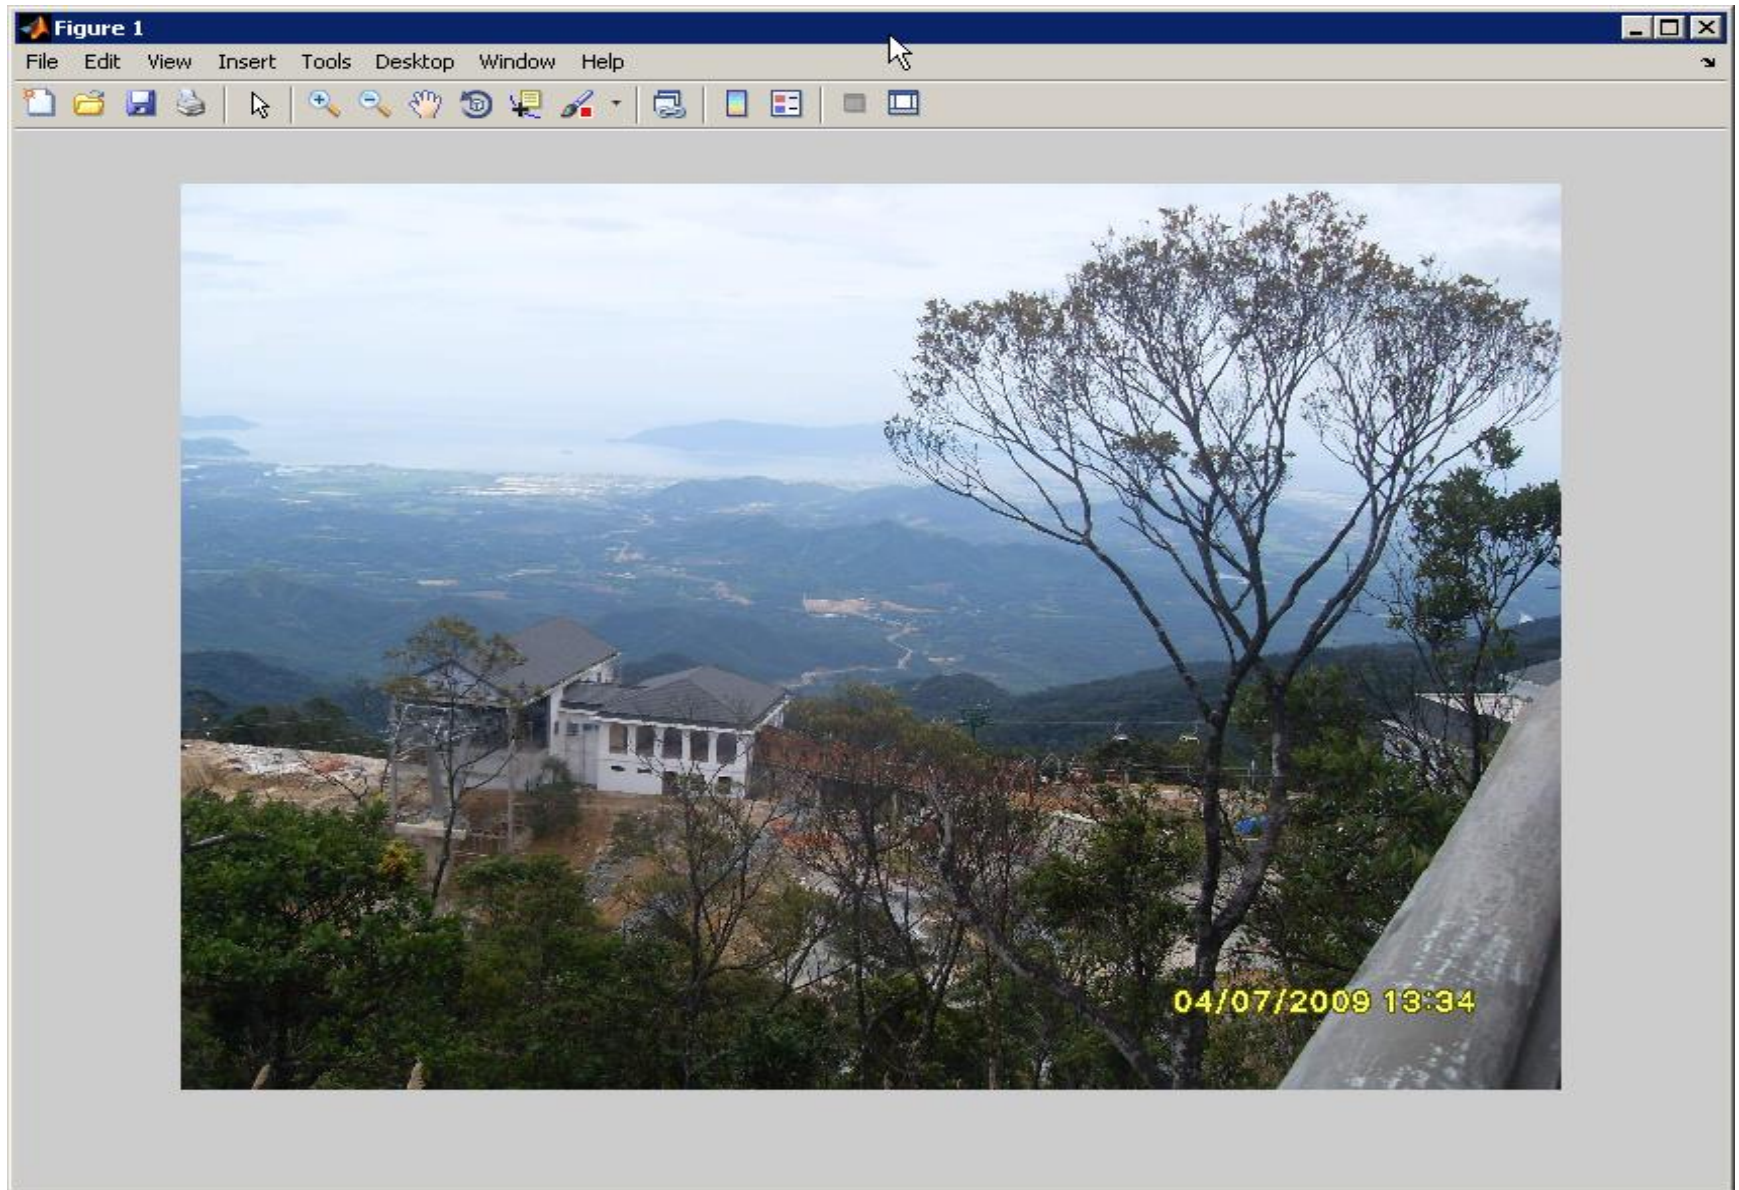 Figure 1
File Edit View Insert Tools Desktop Window Help
04/07/2009 13:34